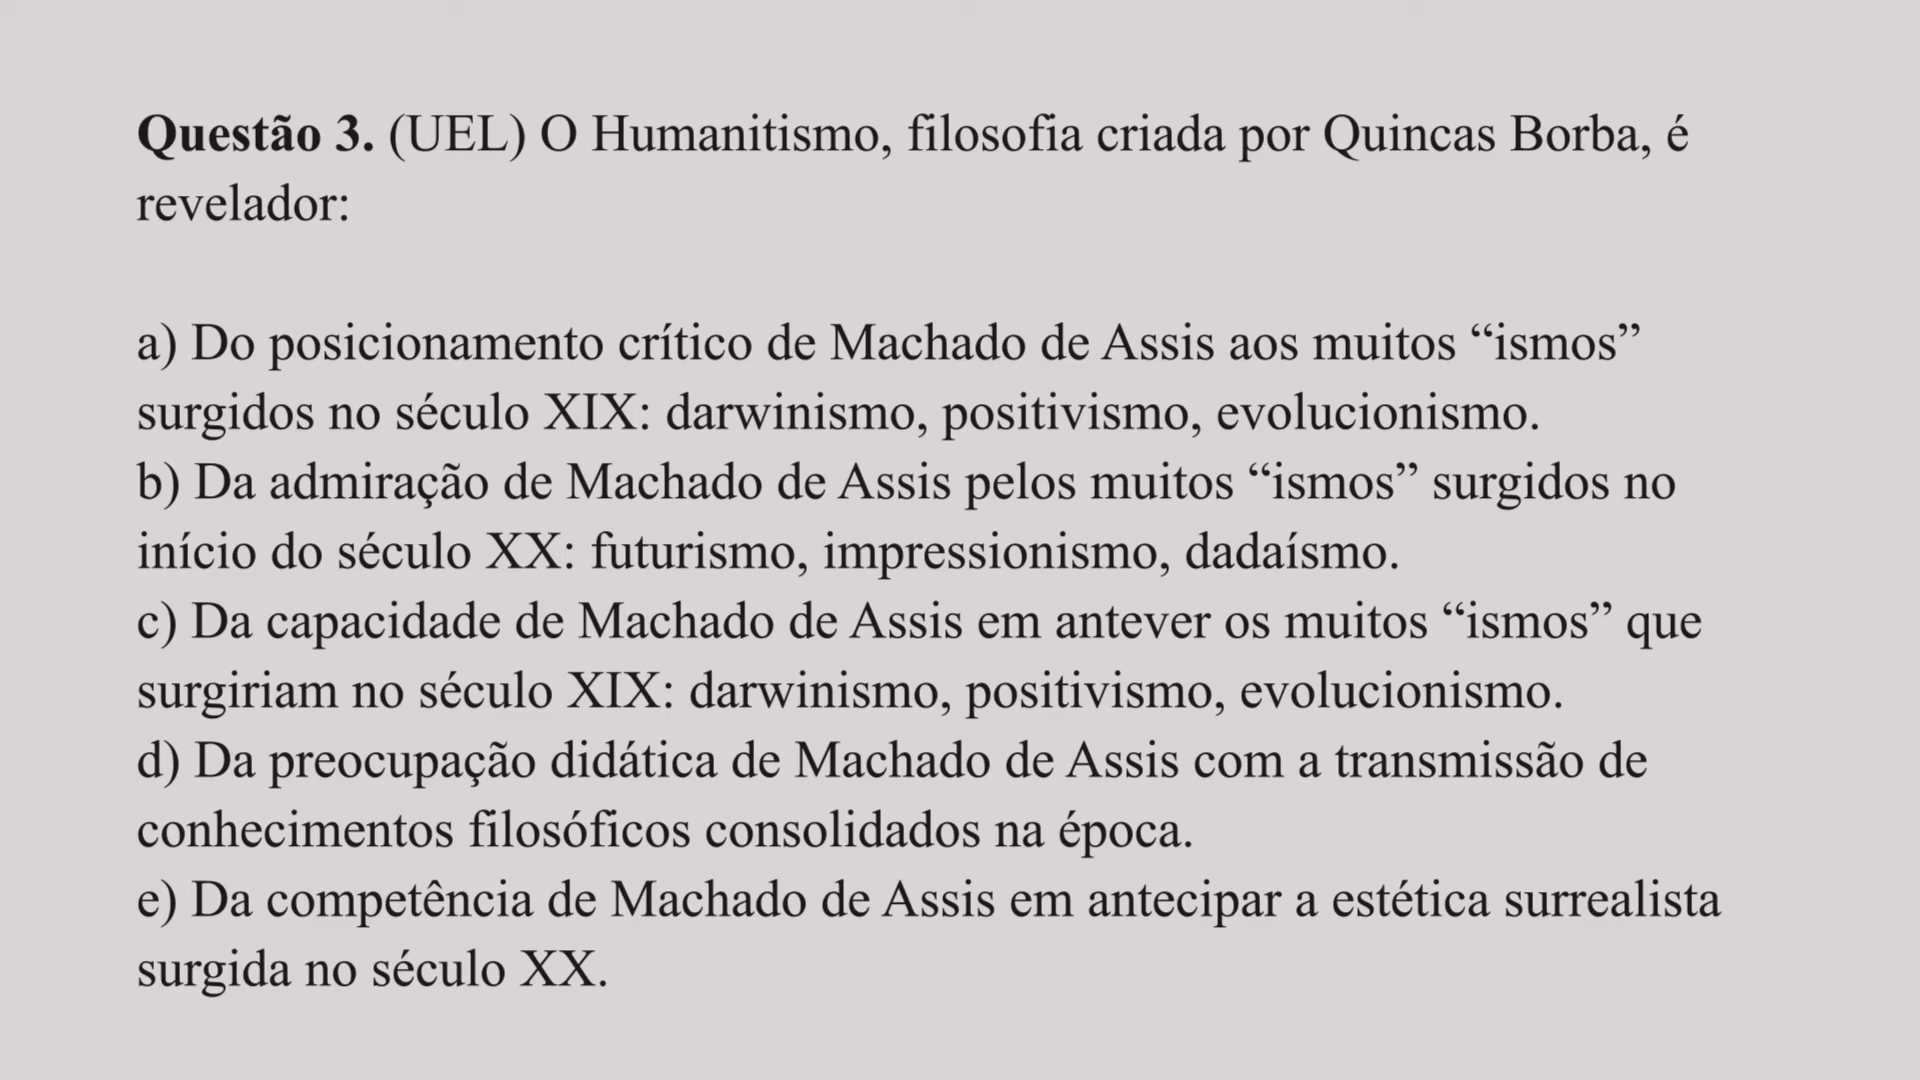 Questão 3. (UEL) O Humanitismo, filosofia criada por Quincas Borba, é
revelador:
a) Do posicionamento crítico de Machado de Assis aos muitos “ismos”
surgidos no século XIX: darwinismo, positivismo, evolucionismo.
b) Da admiração de Machado de Assis pelos muitos “ismos” surgidos no
início do século XX: futurismo, impressionismo, dadaísmo.
c) Da capacidade de Machado de Assis em antever os muitos “ismos” que
surgiriam no século XIX: darwinismo, positivismo, evolucionismo.
d) Da preocupação didática de Machado de Assis com a transmissão de
conhecimentos filosóficos consolidados na época.
e) Da competência de Machado de Assis em antecipar a estética surrealista
surgida no século XX.